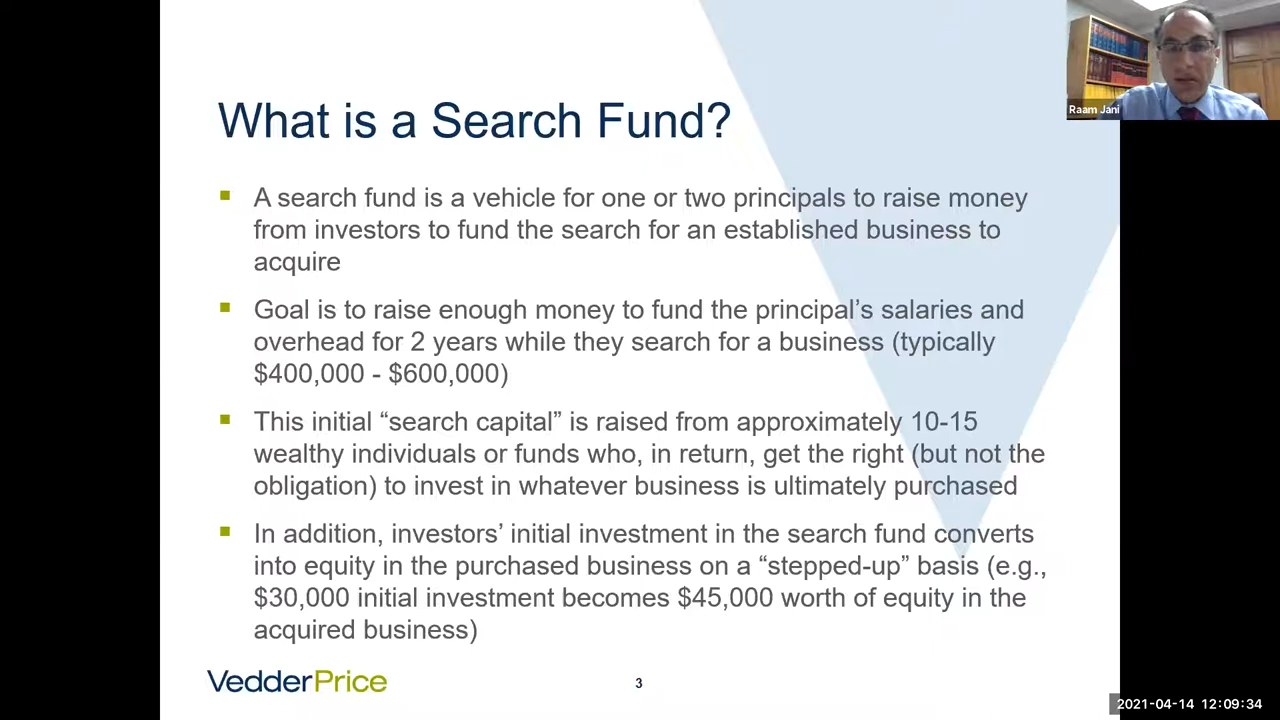 What is a Search Fund?
A search fund is a vehicle for one or two principals to raise money
from investors to fund the search for an established business to
acquire
Goal is to raise enough money to fund the principal’s salaries and
overhead for 2 years while they search for a business (typically
$400,000 - $600,000)
This initial “search capital” is raised from approximately 10-15
wealthy individuals or funds who, in return, get the right (but not the
obligation) to invest in whatever business is ultimately purchased
In addition, investors’ initial investment in the search fund converts
into equity in the purchased business on a “stepped-up” basis (e.g.,
$30,000 initial investment becomes $45,000 worth of equity in the
acquired business)
VedderPrice
3
Raam Jani
2021-04-14 12:09:34